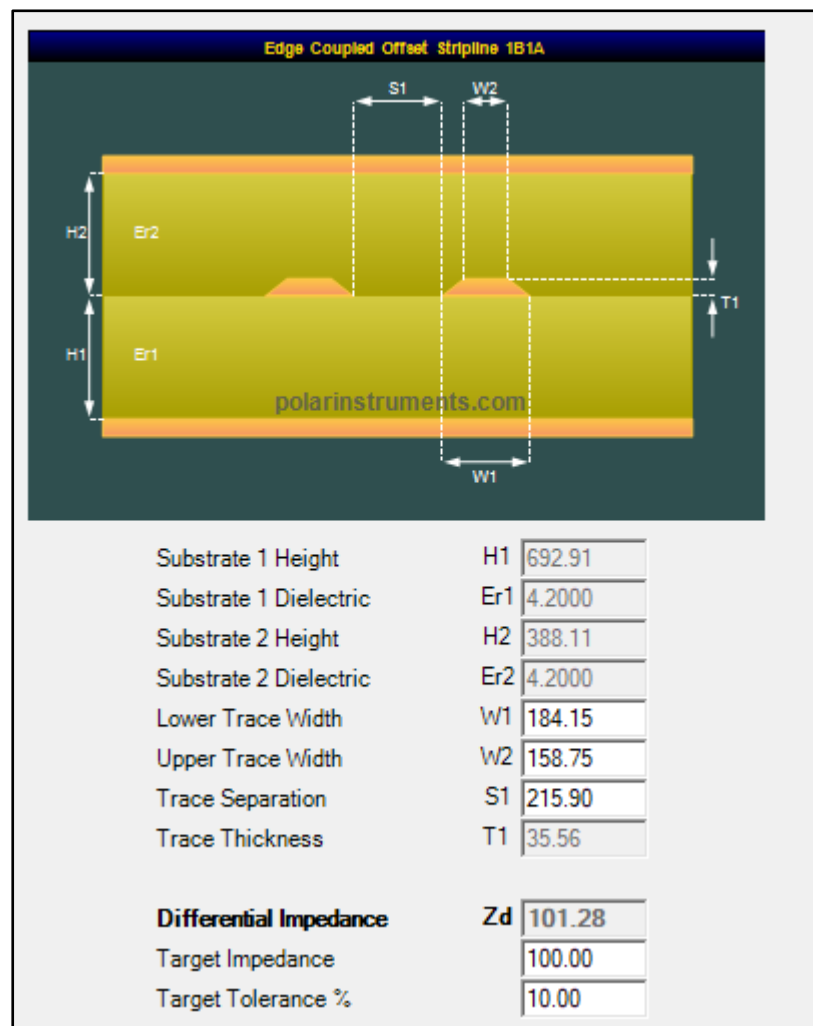 Edge Coupled Offset Stripline 1B1A
S1
W2
H2
Er2
T1
H1
Er1
polarinstruments.com
W1
Substrate 1 Height H1 692.91
Substrate 1 Dielectric Er1 4.2000
Substrate 2 Height H2 388.11
Substrate 2 Dielectric Er2 4.2000
Lower Trace Width W1 184.15
Upper Trace Width W2 158.75
Trace Separation S1 215.90
Trace Thickness T1 35.56
Differential Impedance Zd 101.28
Target Impedance 100.00
Target Tolerance % 10.00